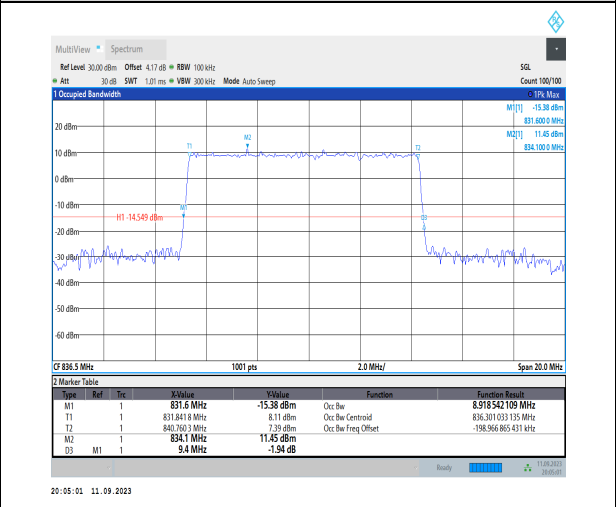 MultiView Spectrum
Ref Level 30.00 dBm Offset 4.17 dB RBW 100 kHz SGL
Att 30 dB SWT 1.01 ms VBW 300 kHz Mode Auto Sweep Count 100/100
1 Occupied Bandwidth 1Pk Max
M1[1] -15.38 dBm
831.600 0 MHz
M2[1] 11.45 dBm
834.100 0 MHz
20 dBm
M2
T1 T2
10 dBm
0 dBm
-10 dBm
M1
H1 -14.549 dBm D3
-20 dBm
-30 dBm
-40 dBm
-50 dBm
-60 dBm
CF 836.5 MHz 1001 pts 2.0 MHz/ Span 20.0 MHz
2 Marker Table
Type Ref Trc X-Value Y-Value Function Function Result
M1 1 831.6 MHz -15.38 dBm Occ Bw 8.918 542 109 MHz
T1 1 831.841 8 MHz 8.11 dBm Occ Bw Centroid 836.301 033 135 MHz
T2 1 840.760 3 MHz 7.39 dBm Occ Bw Freq Offset -198.966 865 431 kHz
M2 1 834.1 MHz 11.45 dBm
D3 M1 1 9.4 MHz -1.94 dB
Ready 11.09.2023
20:05:01
20:05:01 11.09.2023